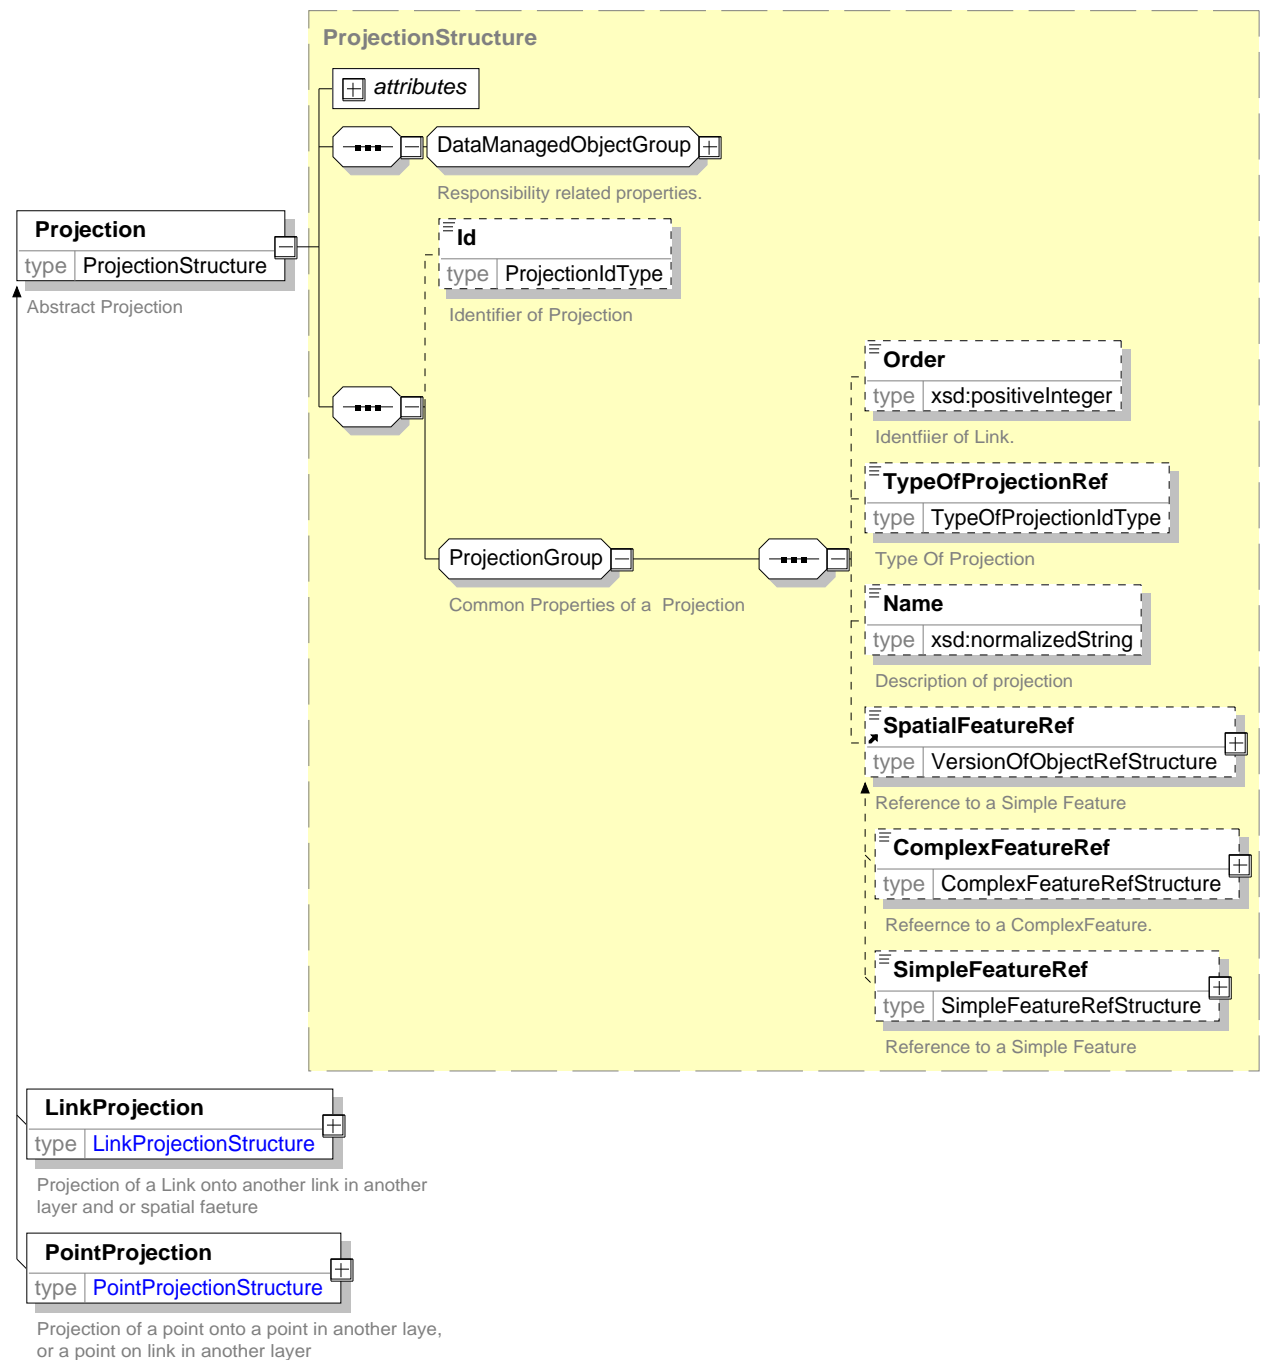 ProjectionStructure
attributes
DataManagedObjectGroup
Responsibility related properties.
Projection
type ProjectionStructure
Abstract Projection
Id
type ProjectionIdType
Identifier of Projection
Order
type xsd:positiveInteger
Identfiier of Link.
TypeOfProjectionRef
type TypeOfProjectionIdType
Type Of Projection
ProjectionGroup
Common Properties of a  Projection
Name
type xsd:normalizedString
Description of projection
SpatialFeatureRef
type VersionOfObjectRefStructure
Reference to a Simple Feature
ComplexFeatureRef
type ComplexFeatureRefStructure
Refeernce to a ComplexFeature.
SimpleFeatureRef
type SimpleFeatureRefStructure
Reference to a Simple Feature
LinkProjection
type LinkProjectionStructure
Projection of a Link onto another link in another
layer and or spatial faeture
PointProjection
type PointProjectionStructure
Projection of a point onto a point in another laye,
or a point on link in another layer